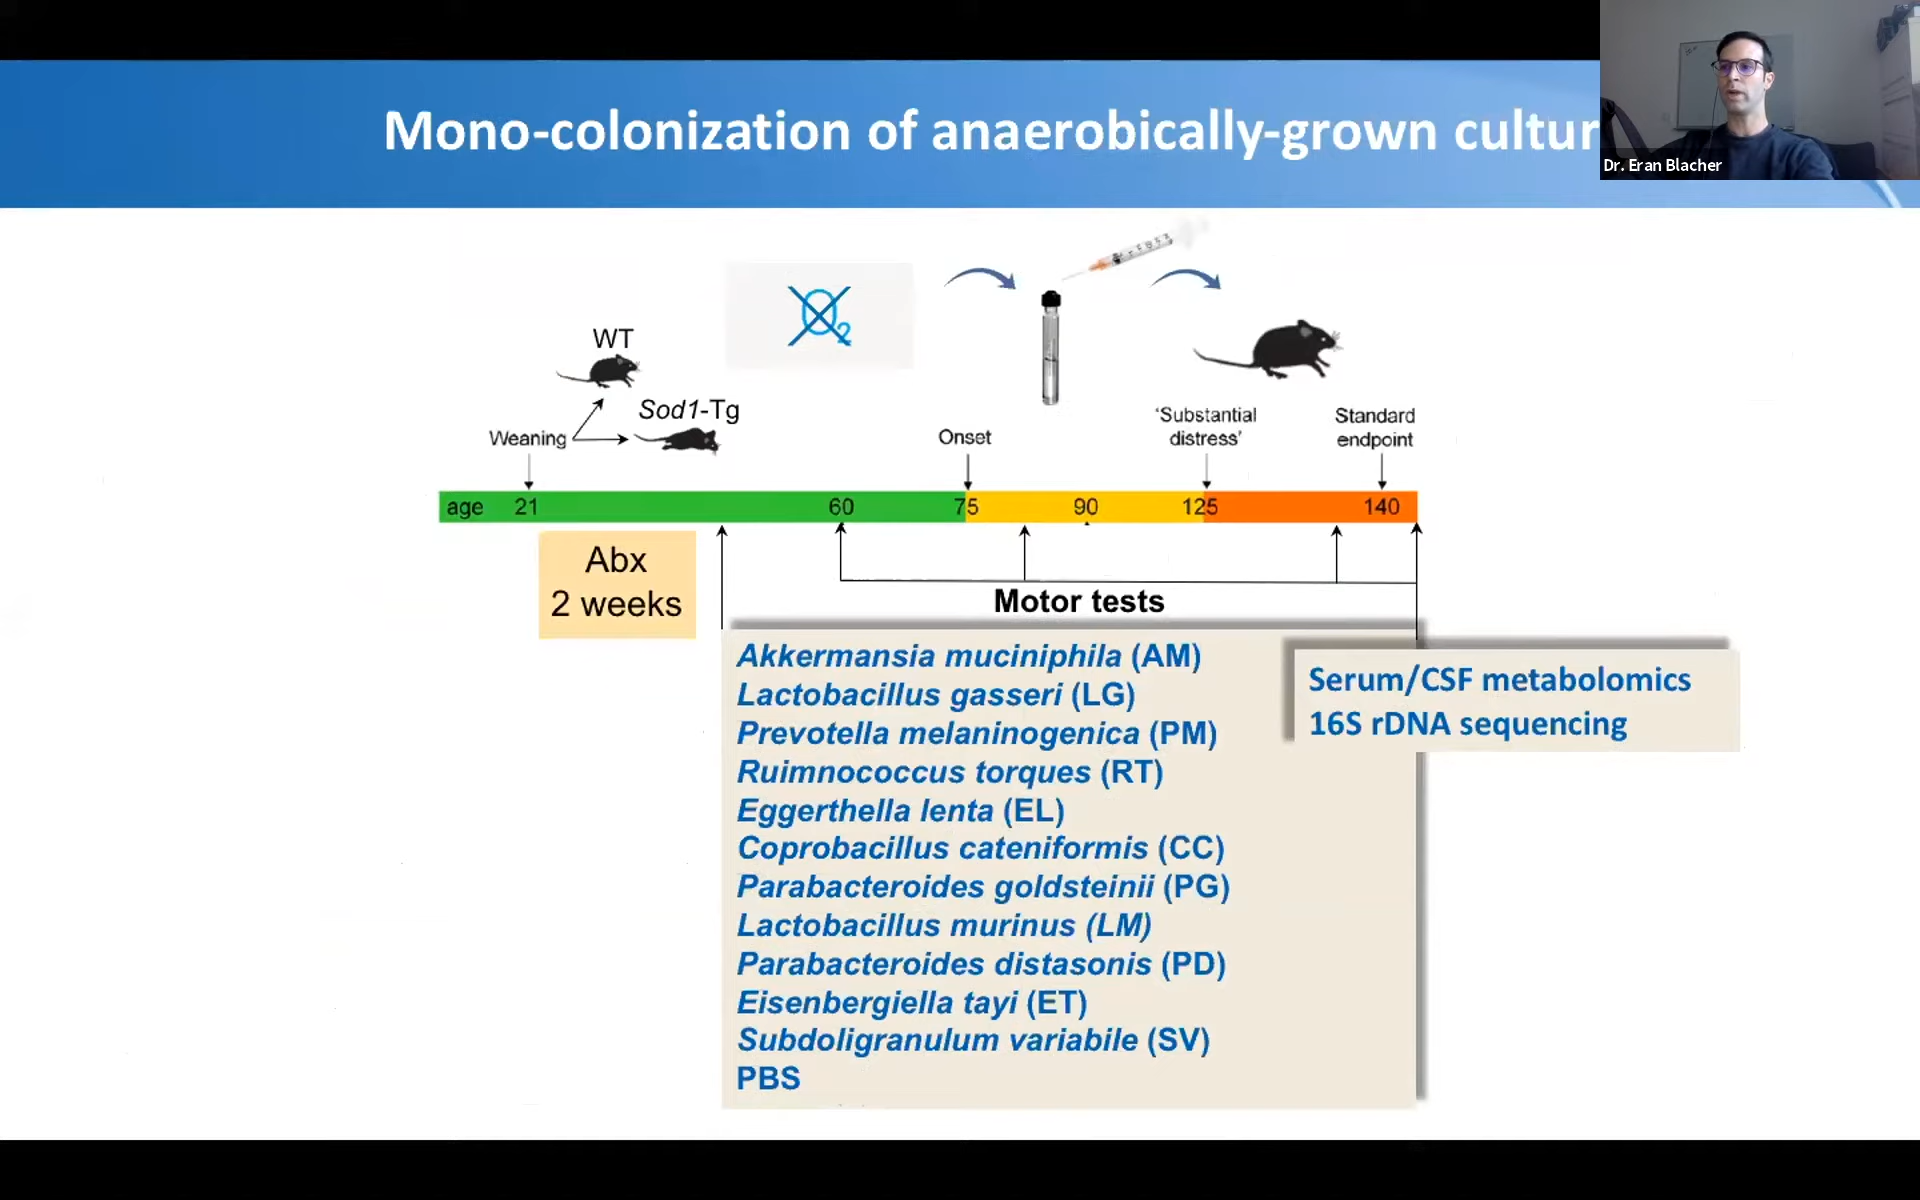 Mono-colonization of anaerobically-grown cultur
Dr. Eran Blacher
O2
WT
Sod1-Tg
Weaning
Onset
'Substantial
distress'
Standard
endpoint
age 21 60 75 90 125 140
Abx
2 weeks
Motor tests
Akkermansia muciniphila (AM)
Lactobacillus gasseri (LG)
Prevotella melaninogenica (PM)
Ruimnococcus torques (RT)
Eggerthella lenta (EL)
Coprobacillus cateniformis (CC)
Parabacteroides goldsteinii (PG)
Lactobacillus murinus (LM)
Parabacteroides distasonis (PD)
Eisenbergiella tayi (ET)
Subdoligranulum variabile (SV)
PBS
Serum/CSF metabolomics
16S rDNA sequencing